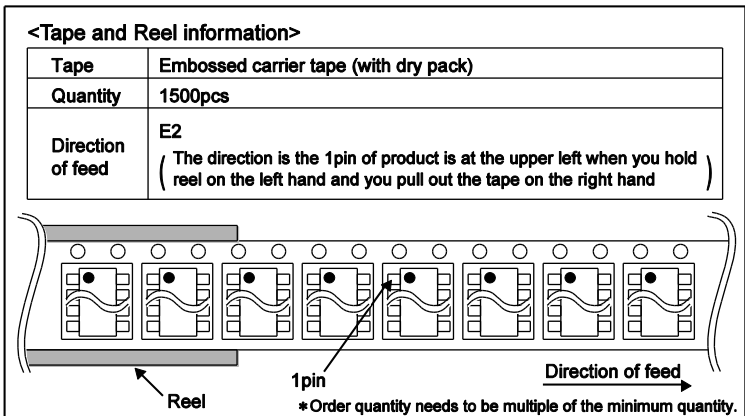 <Tape and Reel information>
Tape Embossed carrier tape (with dry pack)
Quantity 1500pcs
Direction of feed E2
( The direction is the 1pin of product is at the upper left when you hold
reel on the left hand and you pull out the tape on the right hand )
1pin
Direction of feed
Reel
*Order quantity needs to be multiple of the minimum quantity.